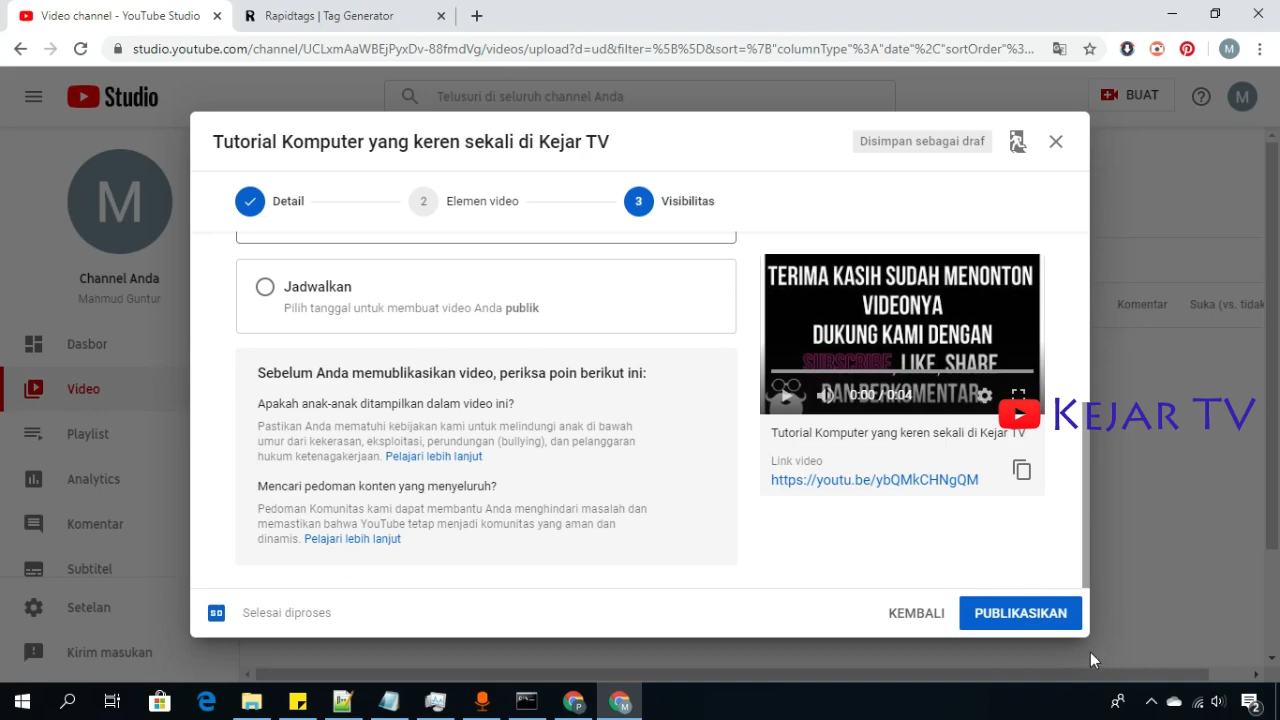 Video channel - YouTube Studio
Rapidtags | Tag Generator
studio.youtube.com/channel/UCLxmAaWBEjPyxDv-88fmdVg/videos/upload?d=ud&filter=%5B%5D&sort=%7B"columnType"%3A"date"%2C"sortOrder"%3...
M
Studio
Telusuri di seluruh channel Anda
BUAT
M
Tutorial Komputer yang keren sekali di Kejar TV
Disimpan sebagai draf
Detail
2
Elemen video
3
Visibilitas
M
Channel Anda
Mahmud Guntur
Dasbor
Video
Playlist
Analytics
Komentar
Subtitel
Setelan
Kirim masukan
Jadwalkan
Pilih tanggal untuk membuat video Anda publik
Sebelum Anda memublikasikan video, periksa poin berikut ini:
Apakah anak-anak ditampilkan dalam video ini?
Pastikan Anda mematuhi kebijakan kami untuk melindungi anak di bawah
umur dari kekerasan, eksploitasi, perundungan (bullying), dan pelanggaran
hukum ketenagakerjaan. Pelajari lebih lanjut
Mencari pedoman konten yang menyeluruh?
Pedoman Komunitas kami dapat membantu Anda menghindari masalah dan
memastikan bahwa YouTube tetap menjadi komunitas yang aman dan
dinamis. Pelajari lebih lanjut
TERIMA KASIH SUDAH MENONTON
VIDEONYA
DUKUNG KAMI DENGAN
SUBSCRIBE, LIKE, SHARE
DAN BERKOMENTAR
0:00 / 0:04
Tutorial Komputer yang keren sekali di Kejar TV
Link video
https://youtu.be/ybQMkCHNgQM
Komentar
Suka (vs. tidak
KEJAR TV
SD
Selesai diproses
KEMBALI
PUBLIKASIKAN
P
M
2